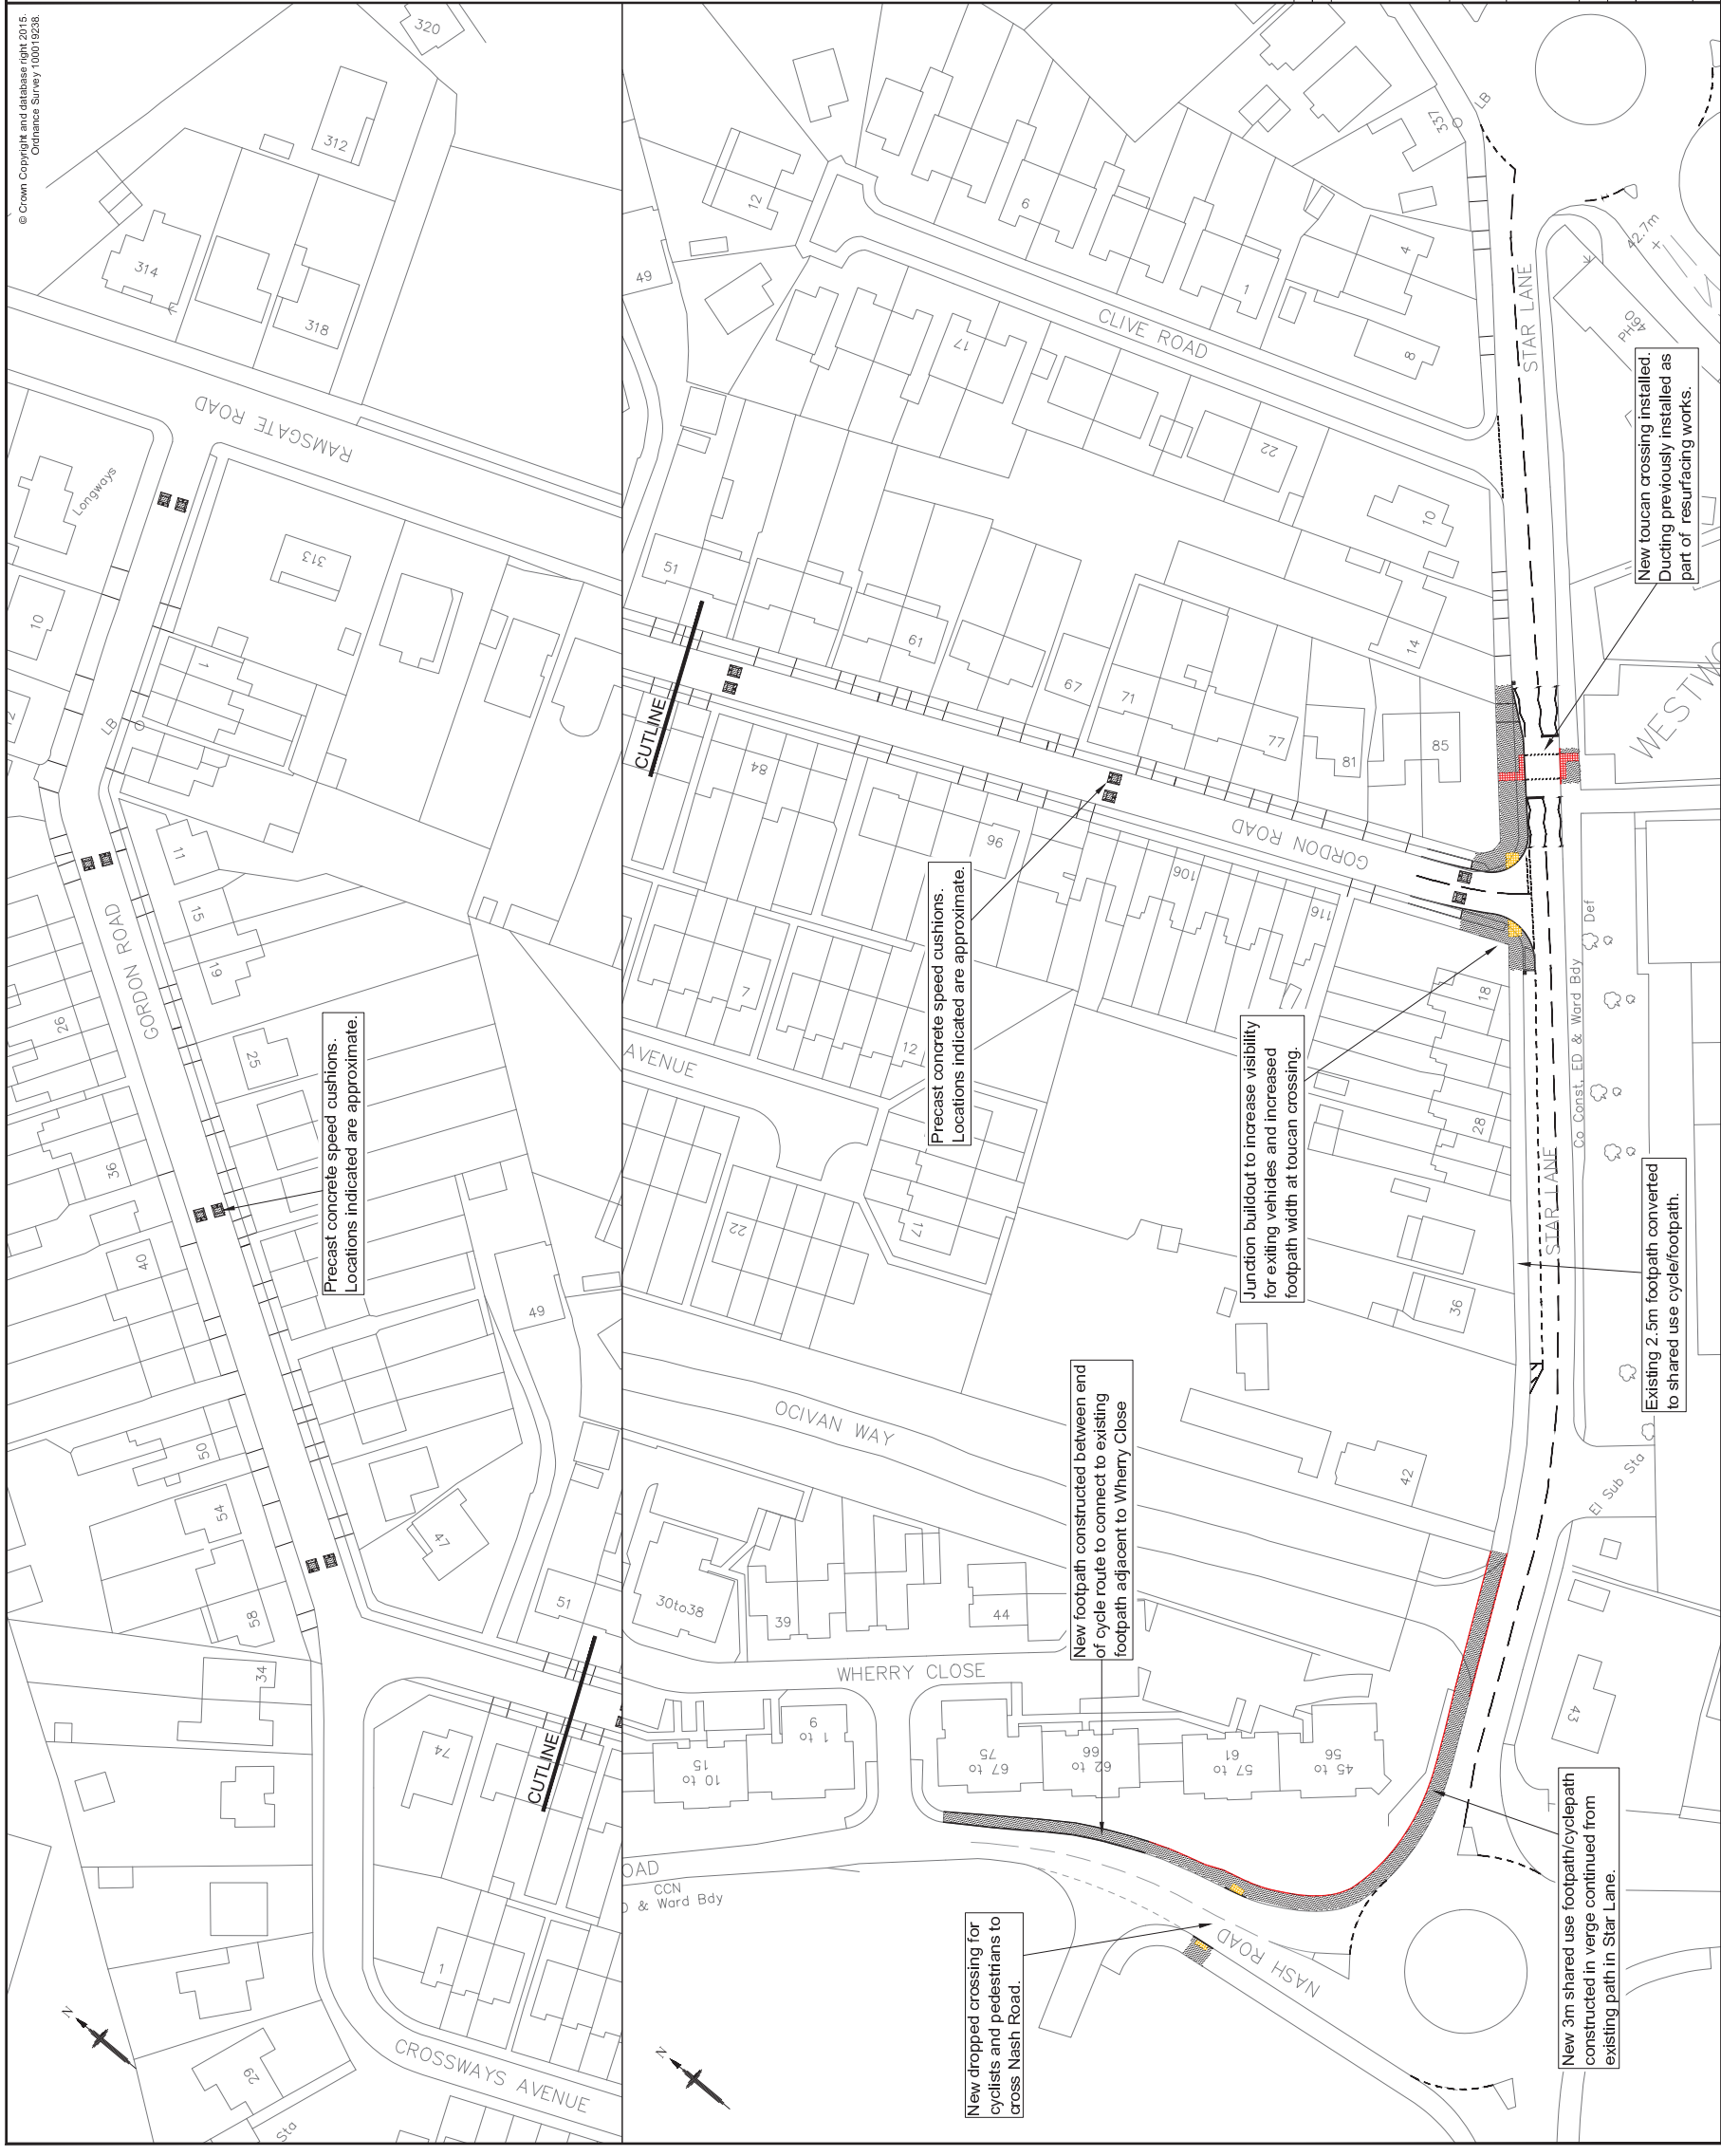 © Crown Copyright and database right 2015.
Ordnance Survey 100019238.
320
312
314
318
RAMSGATE ROAD
Longways
10
313
1
12
LB
11
15
19
GORDON ROAD
26
25
36
40
Precast concrete speed cushions.
Locations indicated are approximate.
49
50
54
47
58
51
34
74
CUTLINE
1
29
CROSSWAYS AVENUE
Sta
N
49
12
6
1
4
8
337
LB
CLIVE ROAD
17
22
10
14
STAR LANE
42.7m
PH
460
New toucan crossing installed.
Ducting previously installed as
part of resurfacing works.
51
61
67
71
77
81
85
CUTLINE
84
96
106
116
GORDON ROAD
Precast concrete speed cushions.
Locations indicated are approximate.
7
12
AVENUE
17
22
18
28
36
42
Junction buildout to increase visibility
for exiting vehicles and increased
footpath width at toucan crossing.
Def
Co Const, ED & Ward Bdy
STAR LANE
Existing 2.5m footpath converted
to shared use cycle/footpath.
El Sub Sta
OCIVAN WAY
30to38
39
44
WHERRY CLOSE
New footpath constructed between end
of cycle route to connect to existing
footpath adjacent to Wherry Close
1 to 9
10 to 15
67 to 75
62 to 66
57 to 61
45 to 56
43
OAD
CCN
& Ward Bdy
NASH ROAD
New dropped crossing for
cyclists and pedestrians to
cross Nash Road.
New 3m shared use footpath/cyclepath
constructed in verge continued from
existing path in Star Lane.
N